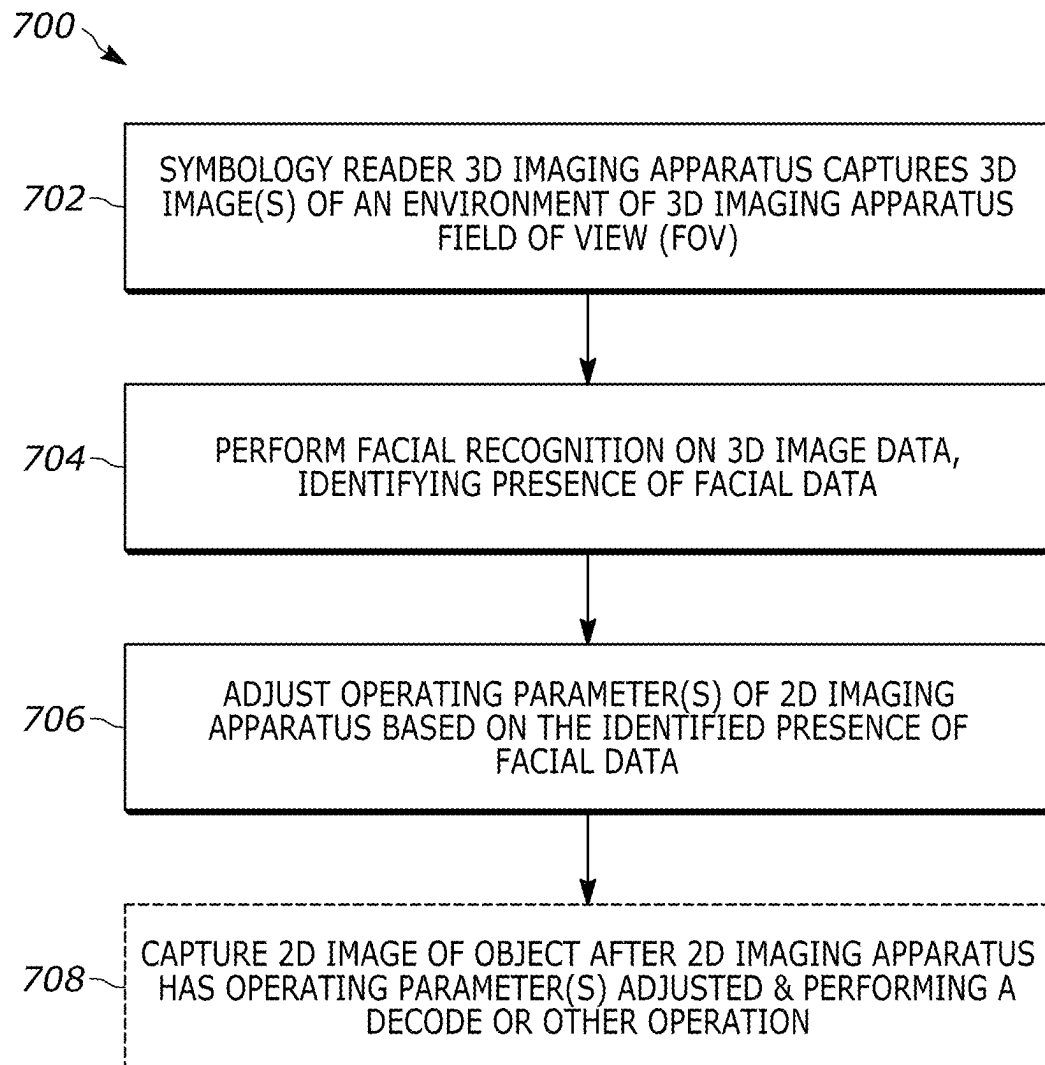 700
702
SYMBOLOGY READER 3D IMAGING APPARATUS CAPTURES 3D
IMAGE(S) OF AN ENVIRONMENT OF 3D IMAGING APPARATUS
FIELD OF VIEW (FOV)
704
PERFORM FACIAL RECOGNITION ON 3D IMAGE DATA,
IDENTIFYING PRESENCE OF FACIAL DATA
706
ADJUST OPERATING PARAMETER(S) OF 2D IMAGING
APPARATUS BASED ON THE IDENTIFIED PRESENCE OF
FACIAL DATA
708
CAPTURE 2D IMAGE OF OBJECT AFTER 2D IMAGING APPARATUS
HAS OPERATING PARAMETER(S) ADJUSTED & PERFORMING A
DECODE OR OTHER OPERATION